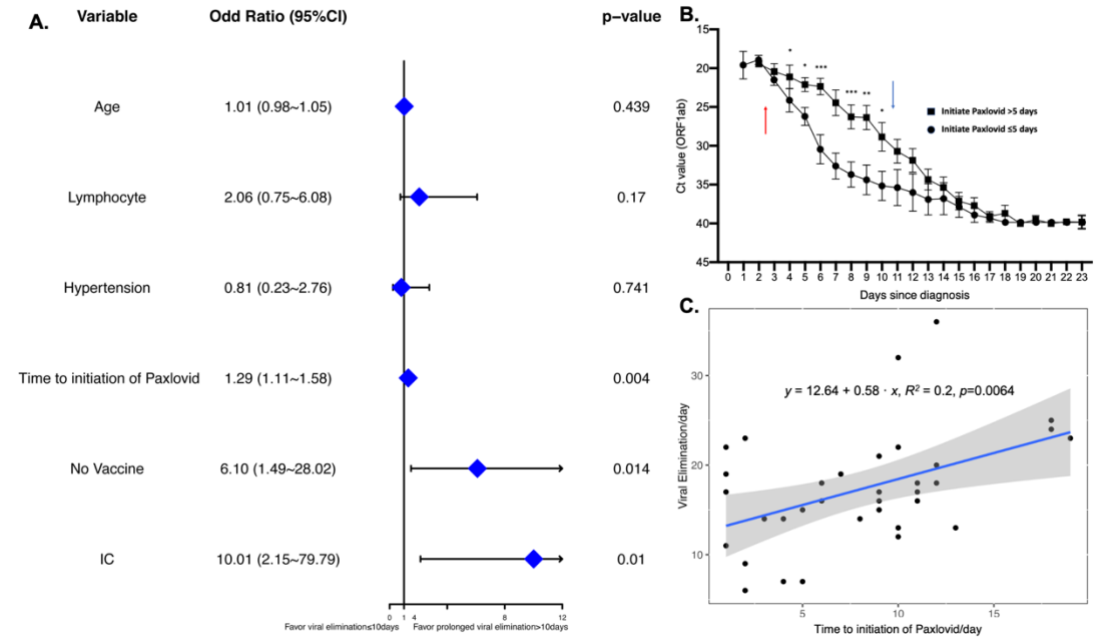 A.
Variable Odd Ratio (95%CI) p−value
Age 1.01 (0.98~1.05) 0.439
Lymphocyte 2.06 (0.75~6.08) 0.17
Hypertension 0.81 (0.23~2.76) 0.741
Time to initiation of Paxlovid 1.29 (1.11~1.58) 0.004
No Vaccine 6.10 (1.49~28.02) 0.014
IC 10.01 (2.15~79.79) 0.01
0 1 4 8 12
Favor viral elimination≤10days Favor prolonged viral elimination>10days
B.
Ct value (ORF1ab)
15
20
25
30
35
40
45
* * *** *** ** *
Initiate Paxlovid >5 days
Initiate Paxlovid ≤5 days
0 1 2 3 4 5 6 7 8 9 10 11 12 13 14 15 16 17 18 19 20 21 22 23
Days since diagnosis
C.
Viral Elimination/day
30
20
10
y = 12.64 + 0.58 · x, R² = 0.2, p=0.0064
5 10 15
Time to initiation of Paxlovid/day